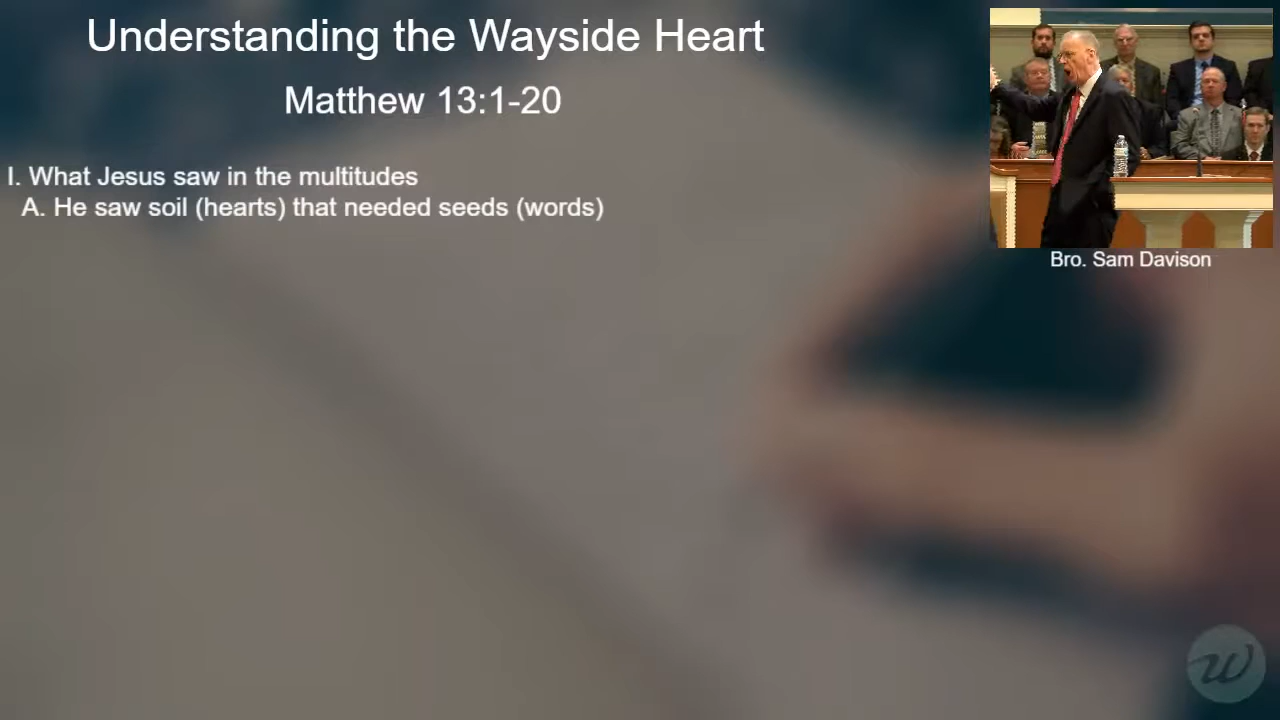 Understanding the Wayside Heart
Matthew 13:1-20
I. What Jesus saw in the multitudes
A. He saw soil (hearts) that needed seeds (words)
Bro. Sam Davison
w